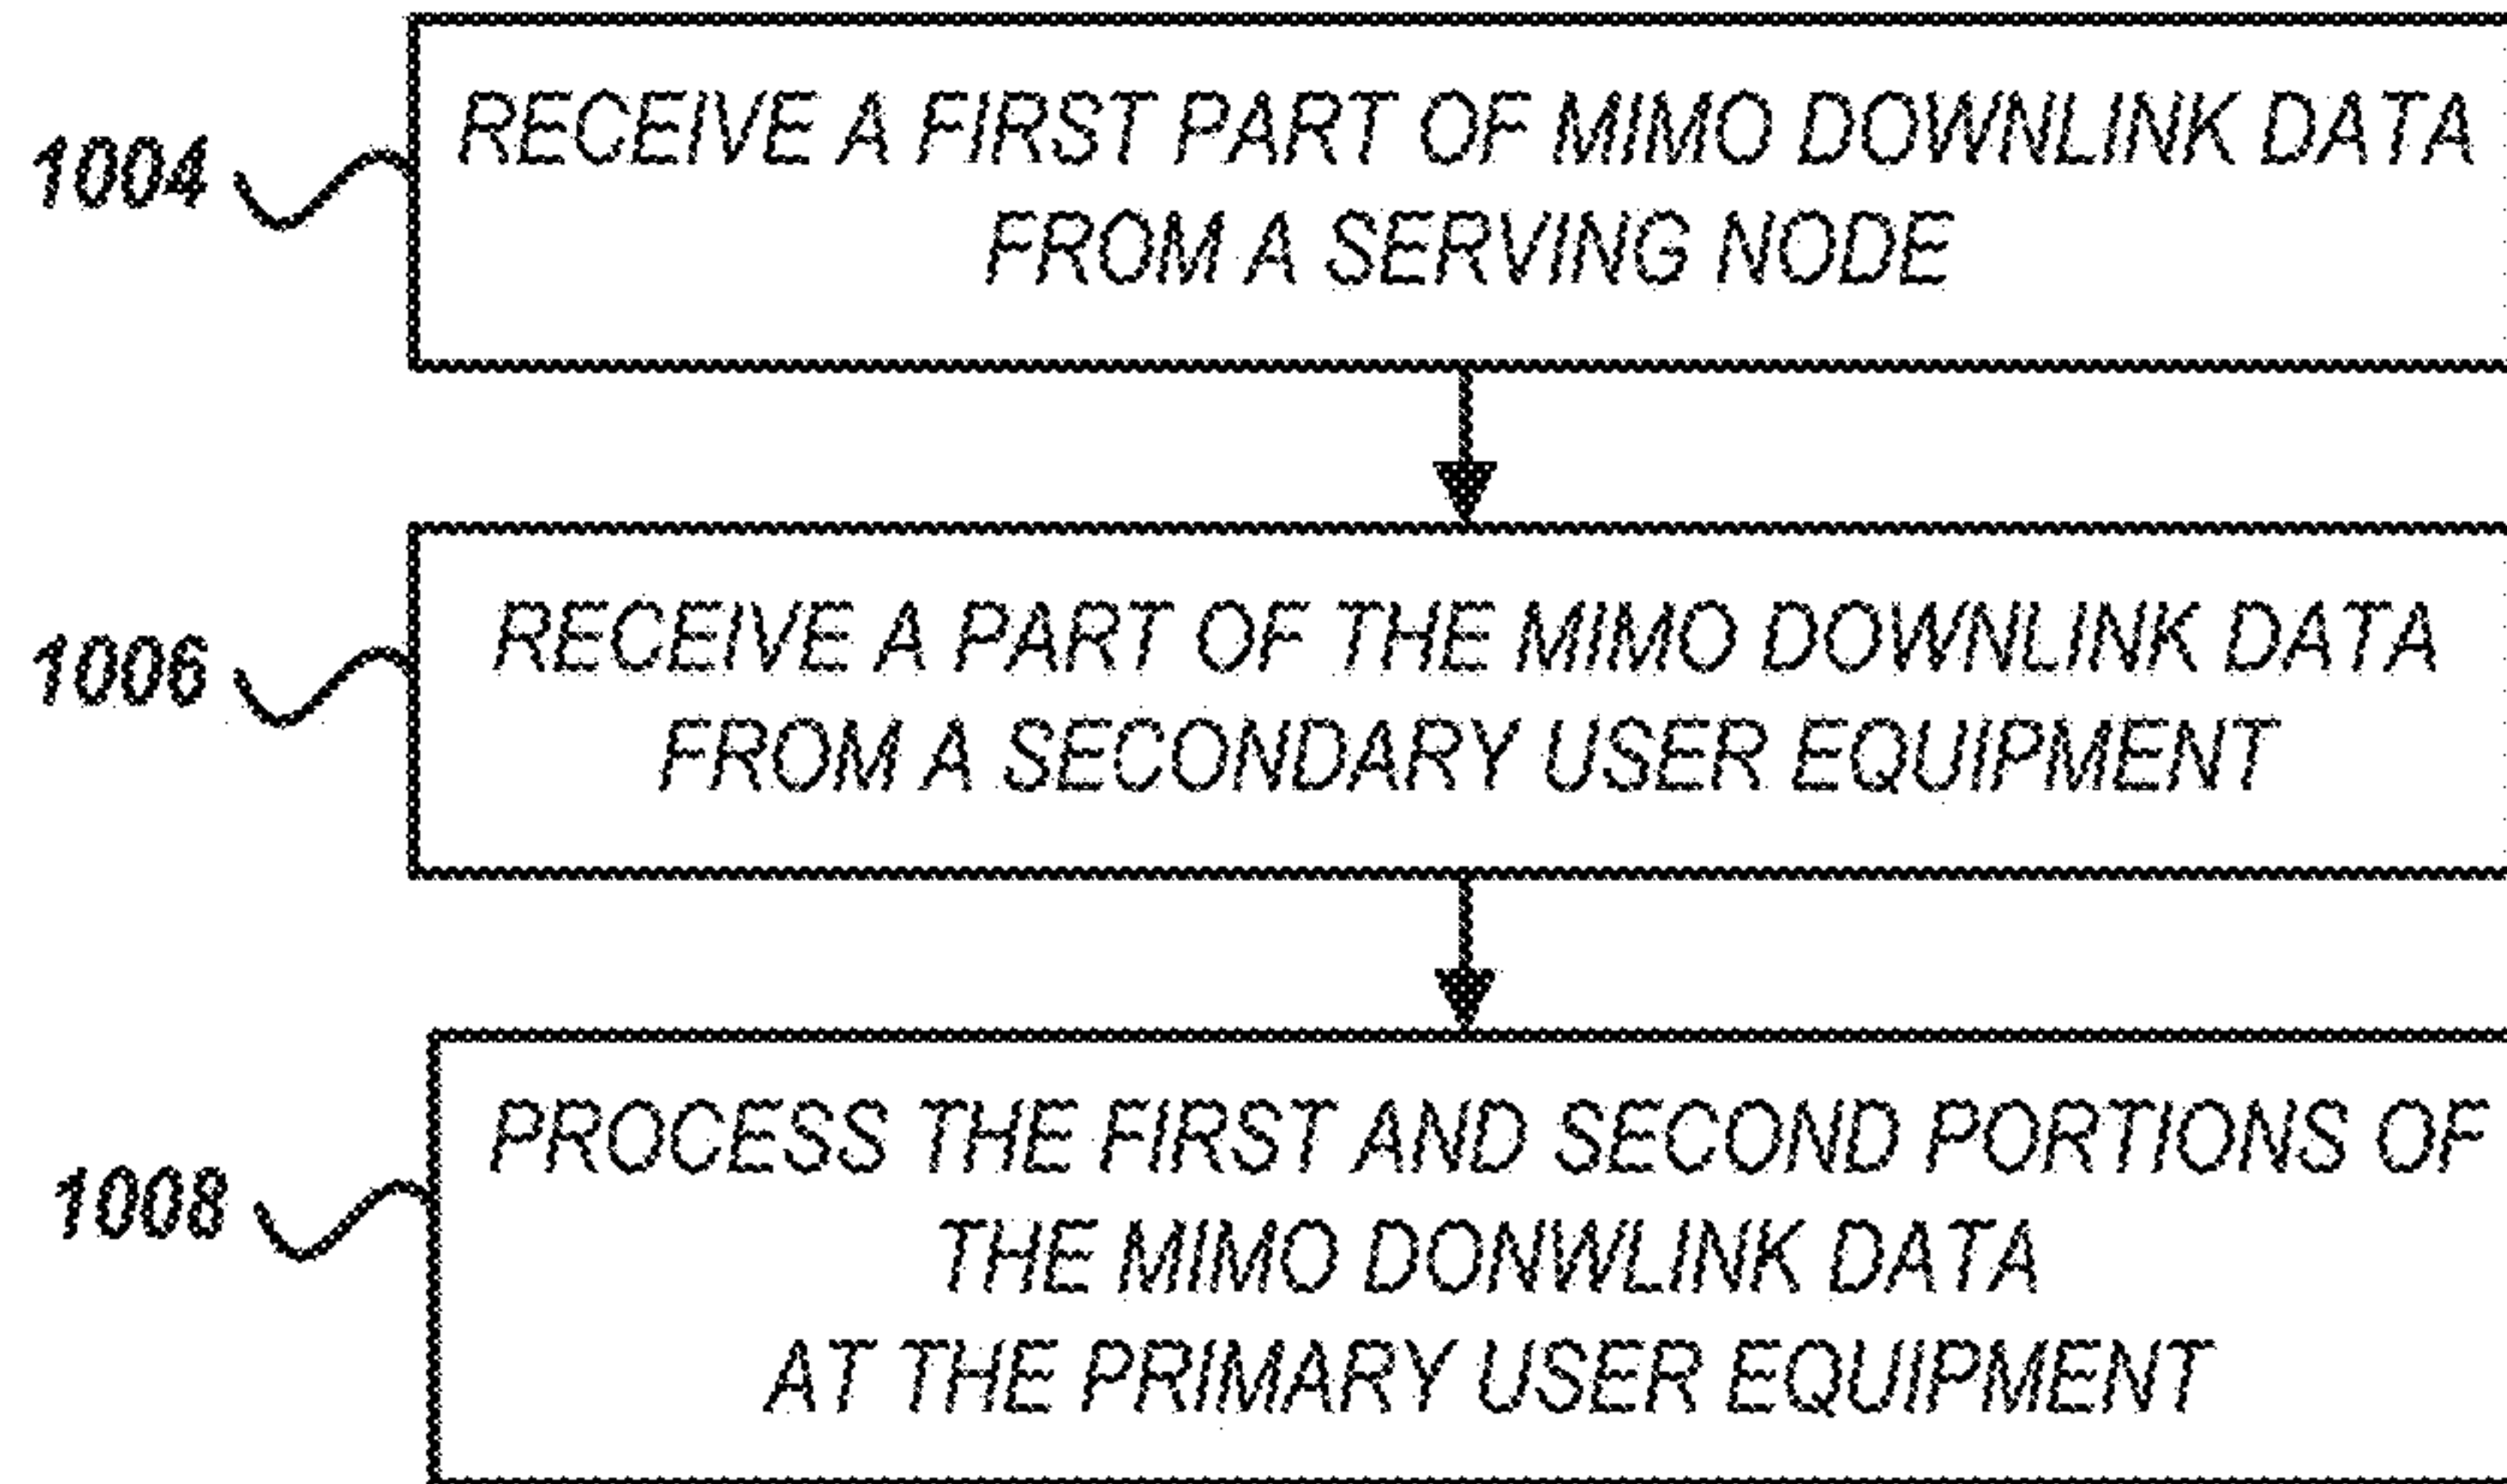 1004
RECEIVE A FIRST PART OF MIMO DOWNLINK DATA
FROM A SERVING NODE
1006
RECEIVE A PART OF THE MIMO DOWNLINK DATA
FROM A SECONDARY USER EQUIPMENT
1008
PROCESS THE FIRST AND SECOND PORTIONS OF
THE MIMO DONWLINK DATA
AT THE PRIMARY USER EQUIPMENT